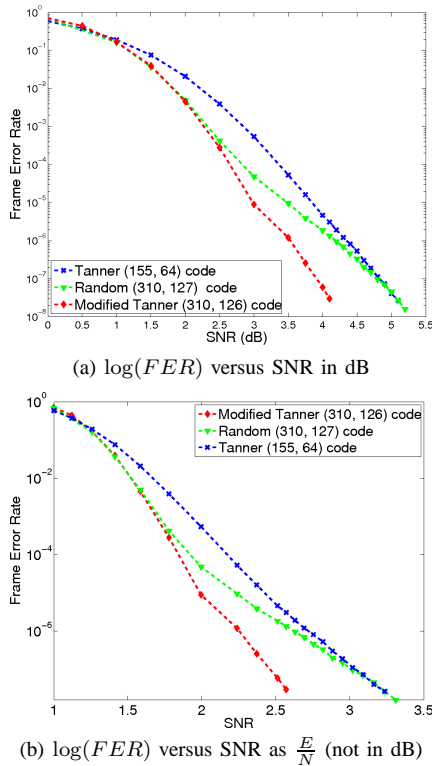 10^0
10^-1
10^-2
10^-3
10^-4
10^-5
10^-6
10^-7
10^-8
Frame Error Rate
Tanner (155, 64) code
Random (310, 127) code
Modified Tanner (310, 126) code
0 0.5 1 1.5 2 2.5 3 3.5 4 4.5 5 5.5
SNR (dB)
(a) log(FER) versus SNR in dB
10^0
10^-2
10^-4
10^-6
Frame Error Rate
Modified Tanner (310, 126) code
Random (310, 127) code
Tanner (155, 64) code
1 1.5 2 2.5 3 3.5
SNR
(b) log(FER) versus SNR as E/N (not in dB)